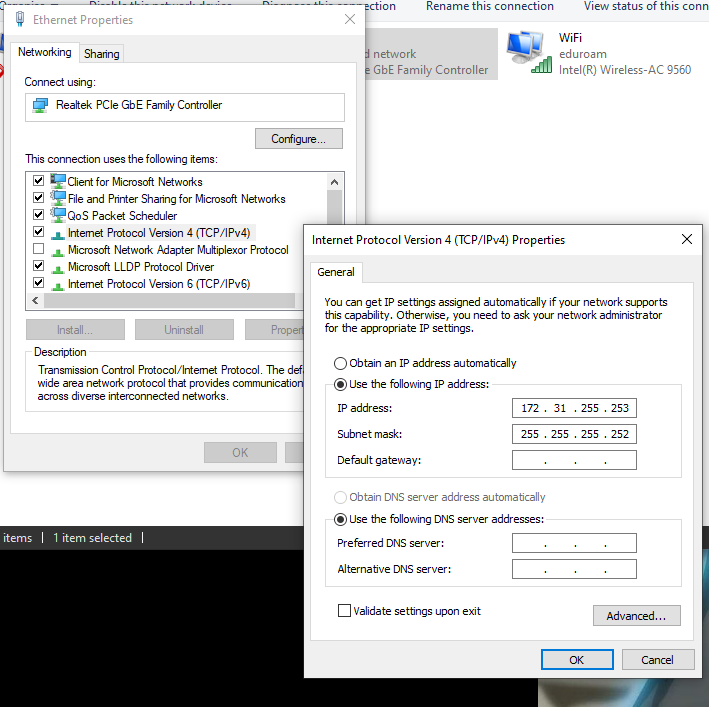 Rename this connection
View status of this conn
Ethernet Properties
Networking
Sharing
Connect using:
Realtek PCIe GbE Family Controller
Configure...
This connection uses the following items:
Client for Microsoft Networks
File and Printer Sharing for Microsoft Networks
QoS Packet Scheduler
Internet Protocol Version 4 (TCP/IPv4)
Microsoft Network Adapter Multiplexor Protocol
Microsoft LLDP Protocol Driver
Internet Protocol Version 6 (TCP/IPv6)
Install...
Uninstall
Propert
Description
Transmission Control Protocol/Internet Protocol. The defa
wide area network protocol that provides communication
across diverse interconnected networks.
OK
d network
e GbE Family Controller
WiFi
eduroam
Intel(R) Wireless-AC 9560
items
1 item selected
Internet Protocol Version 4 (TCP/IPv4) Properties
General
You can get IP settings assigned automatically if your network supports
this capability. Otherwise, you need to ask your network administrator
for the appropriate IP settings.
Obtain an IP address automatically
Use the following IP address:
IP address:
172 . 31 . 255 . 253
Subnet mask:
255 . 255 . 255 . 252
Default gateway:
. . .
Obtain DNS server address automatically
Use the following DNS server addresses:
Preferred DNS server:
. . .
Alternative DNS server:
. . .
Validate settings upon exit
Advanced...
OK
Cancel